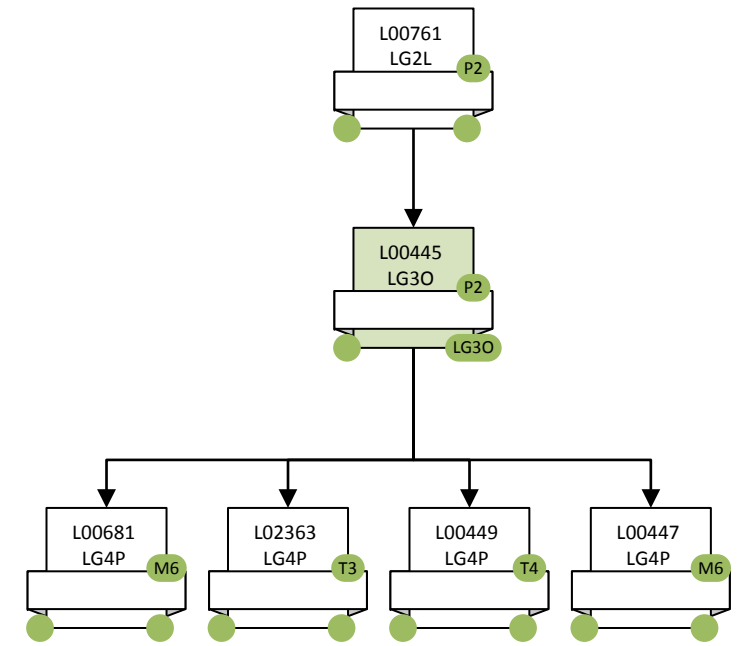 L00761
LG2L
P2
L00445
LG3O
P2
LG3O
L00681
LG4P
M6
L02363
LG4P
T3
L00449
LG4P
T4
L00447
LG4P
M6